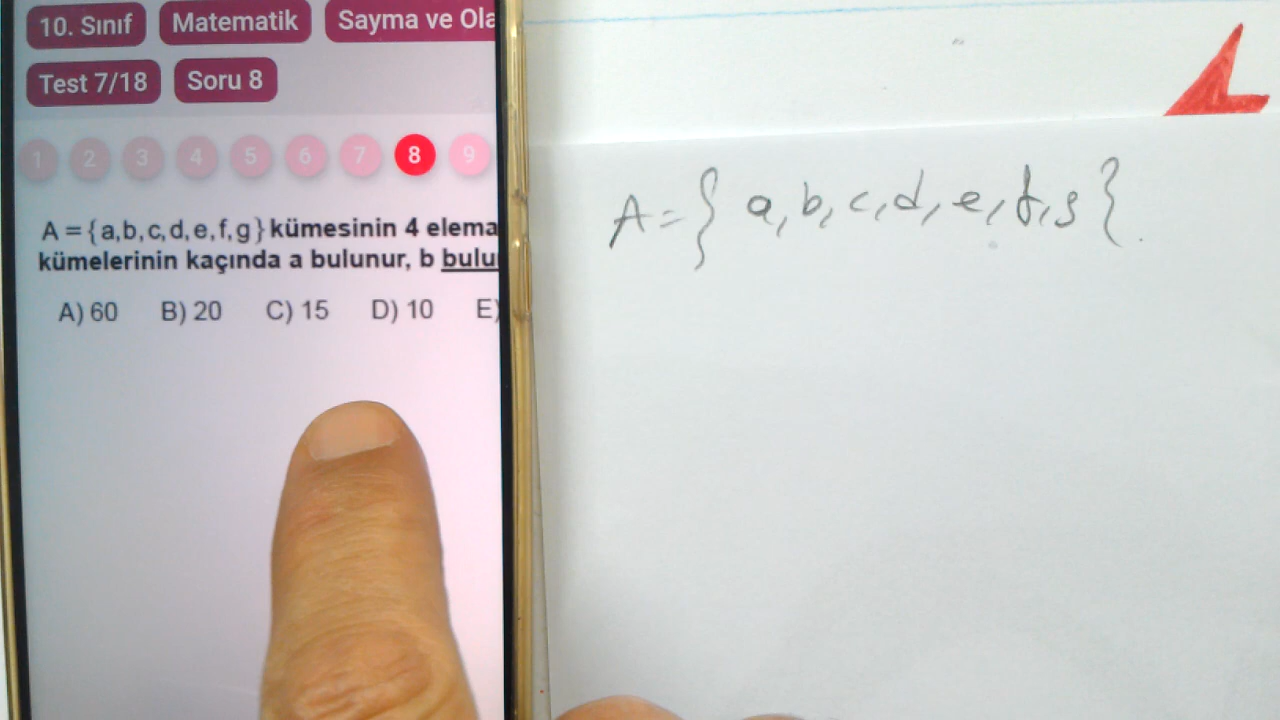 10. Sınıf Matematik Sayma ve Ola
Test 7/18 Soru 8
1 2 3 4 5 6 7 8 9
A = {a,b,c,d,e,f,g} kümesinin 4 elema
kümelerinin kaçında a bulunur, b bulu
A) 60 B) 20 C) 15 D) 10 E)
A = } a, b, c, d, e, f, g {